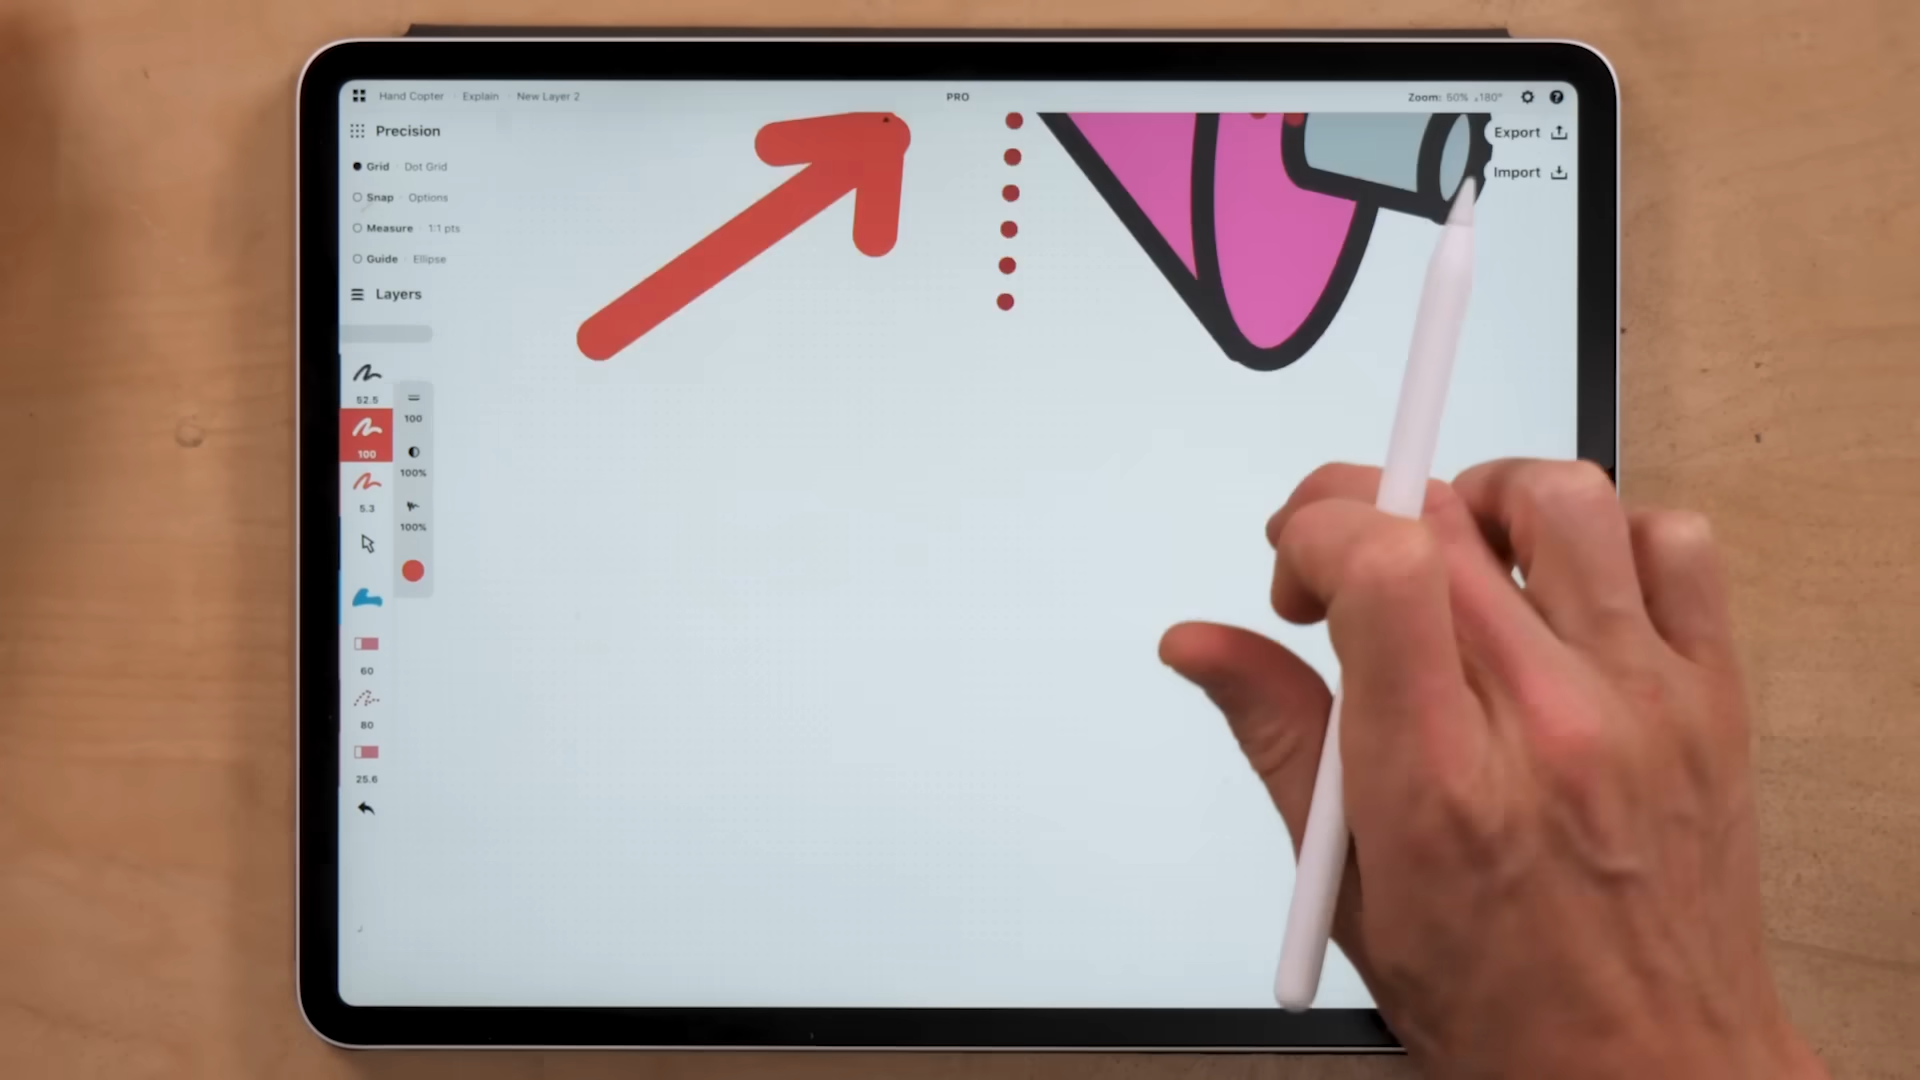 Hand Copter · Explain · New Layer 2
PRO
Zoom: 50% 180°
Precision
Grid · Dot Grid
Snap · Options
Measure · 1:1 pts
Guide · Ellipse
Layers
Export
Import
52.5
100
5.3
60
80
25.6
100
100%
100%